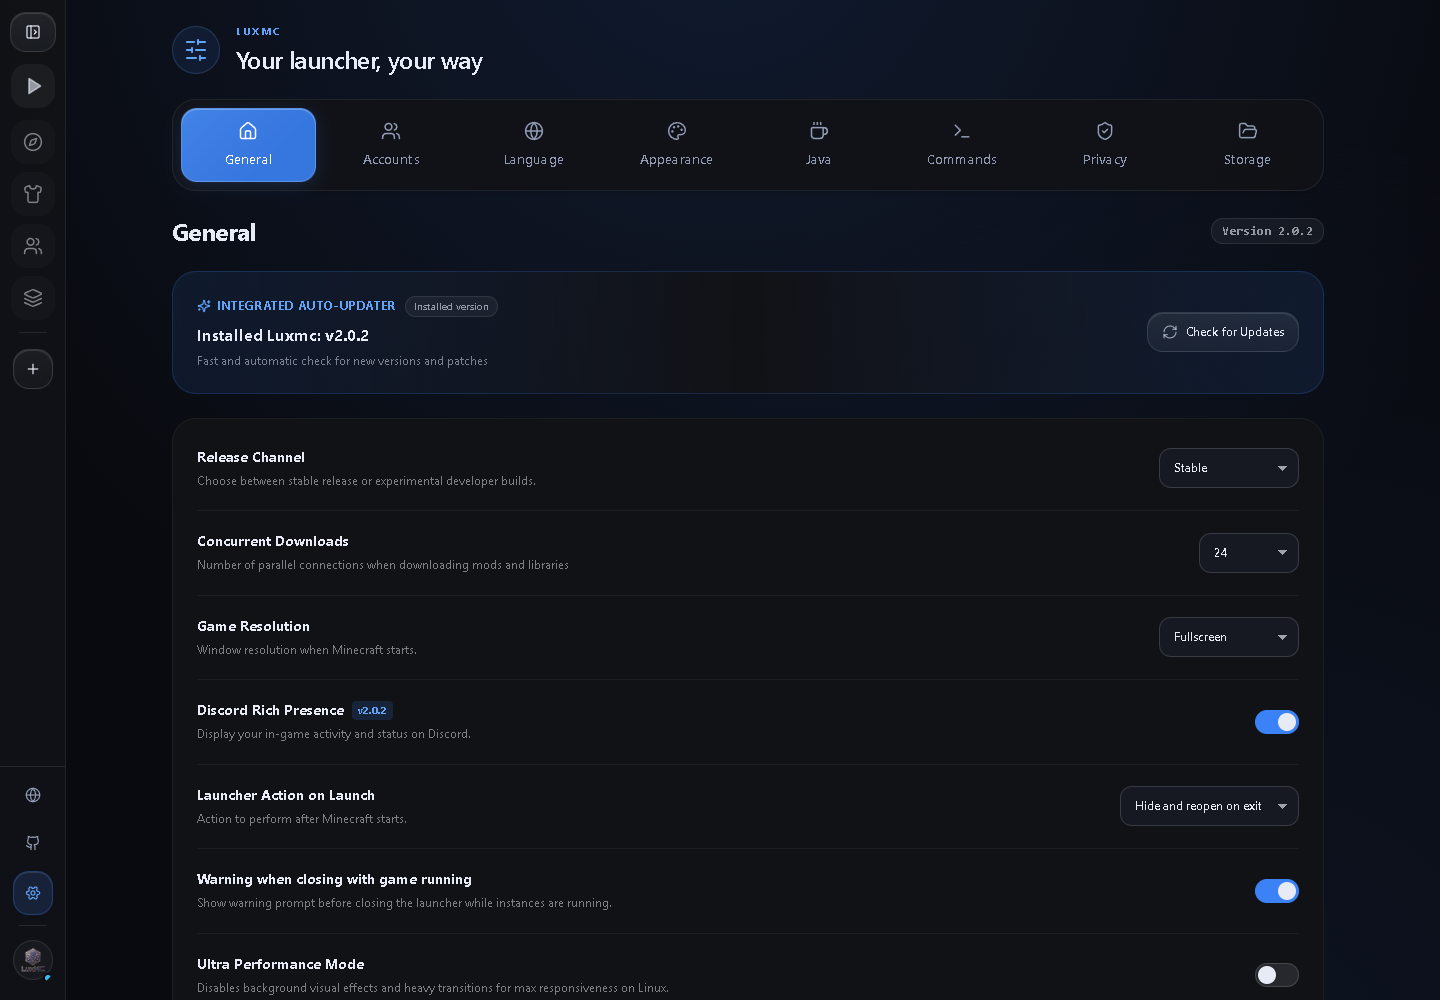 LUXMC
Your launcher, your way
General
Accounts
Language
Appearance
Java
Commands
Privacy
Storage
General
Version 2.0.2
INTEGRATED AUTO-UPDATER
Installed version
Installed Luxmc: v2.0.2
Fast and automatic check for new versions and patches
Check for Updates
Release Channel
Choose between stable release or experimental developer builds.
Stable
Concurrent Downloads
Number of parallel connections when downloading mods and libraries
24
Game Resolution
Window resolution when Minecraft starts.
Fullscreen
Discord Rich Presence
v2.0.2
Display your in-game activity and status on Discord.
Launcher Action on Launch
Action to perform after Minecraft starts.
Hide and reopen on exit
Warning when closing with game running
Show warning prompt before closing the launcher while instances are running.
Ultra Performance Mode
Disables background visual effects and heavy transitions for max responsiveness on Linux.
LuxMC